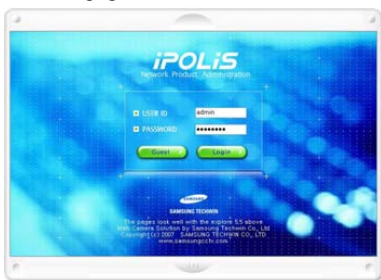 iPOLiS
Network Product Administration
USER ID
admin
PASSWORD
••••••••
Guest
Login
SAMSUNG
SAMSUNG TECHWIN
The pages look well with the explore 5.5 above
Web Camera Solution by Samsung Techwin Co, Ltd
Copyright(c) 2007 SAMSUNG TECHWIN CO., LTD
www.samsungcctv.com